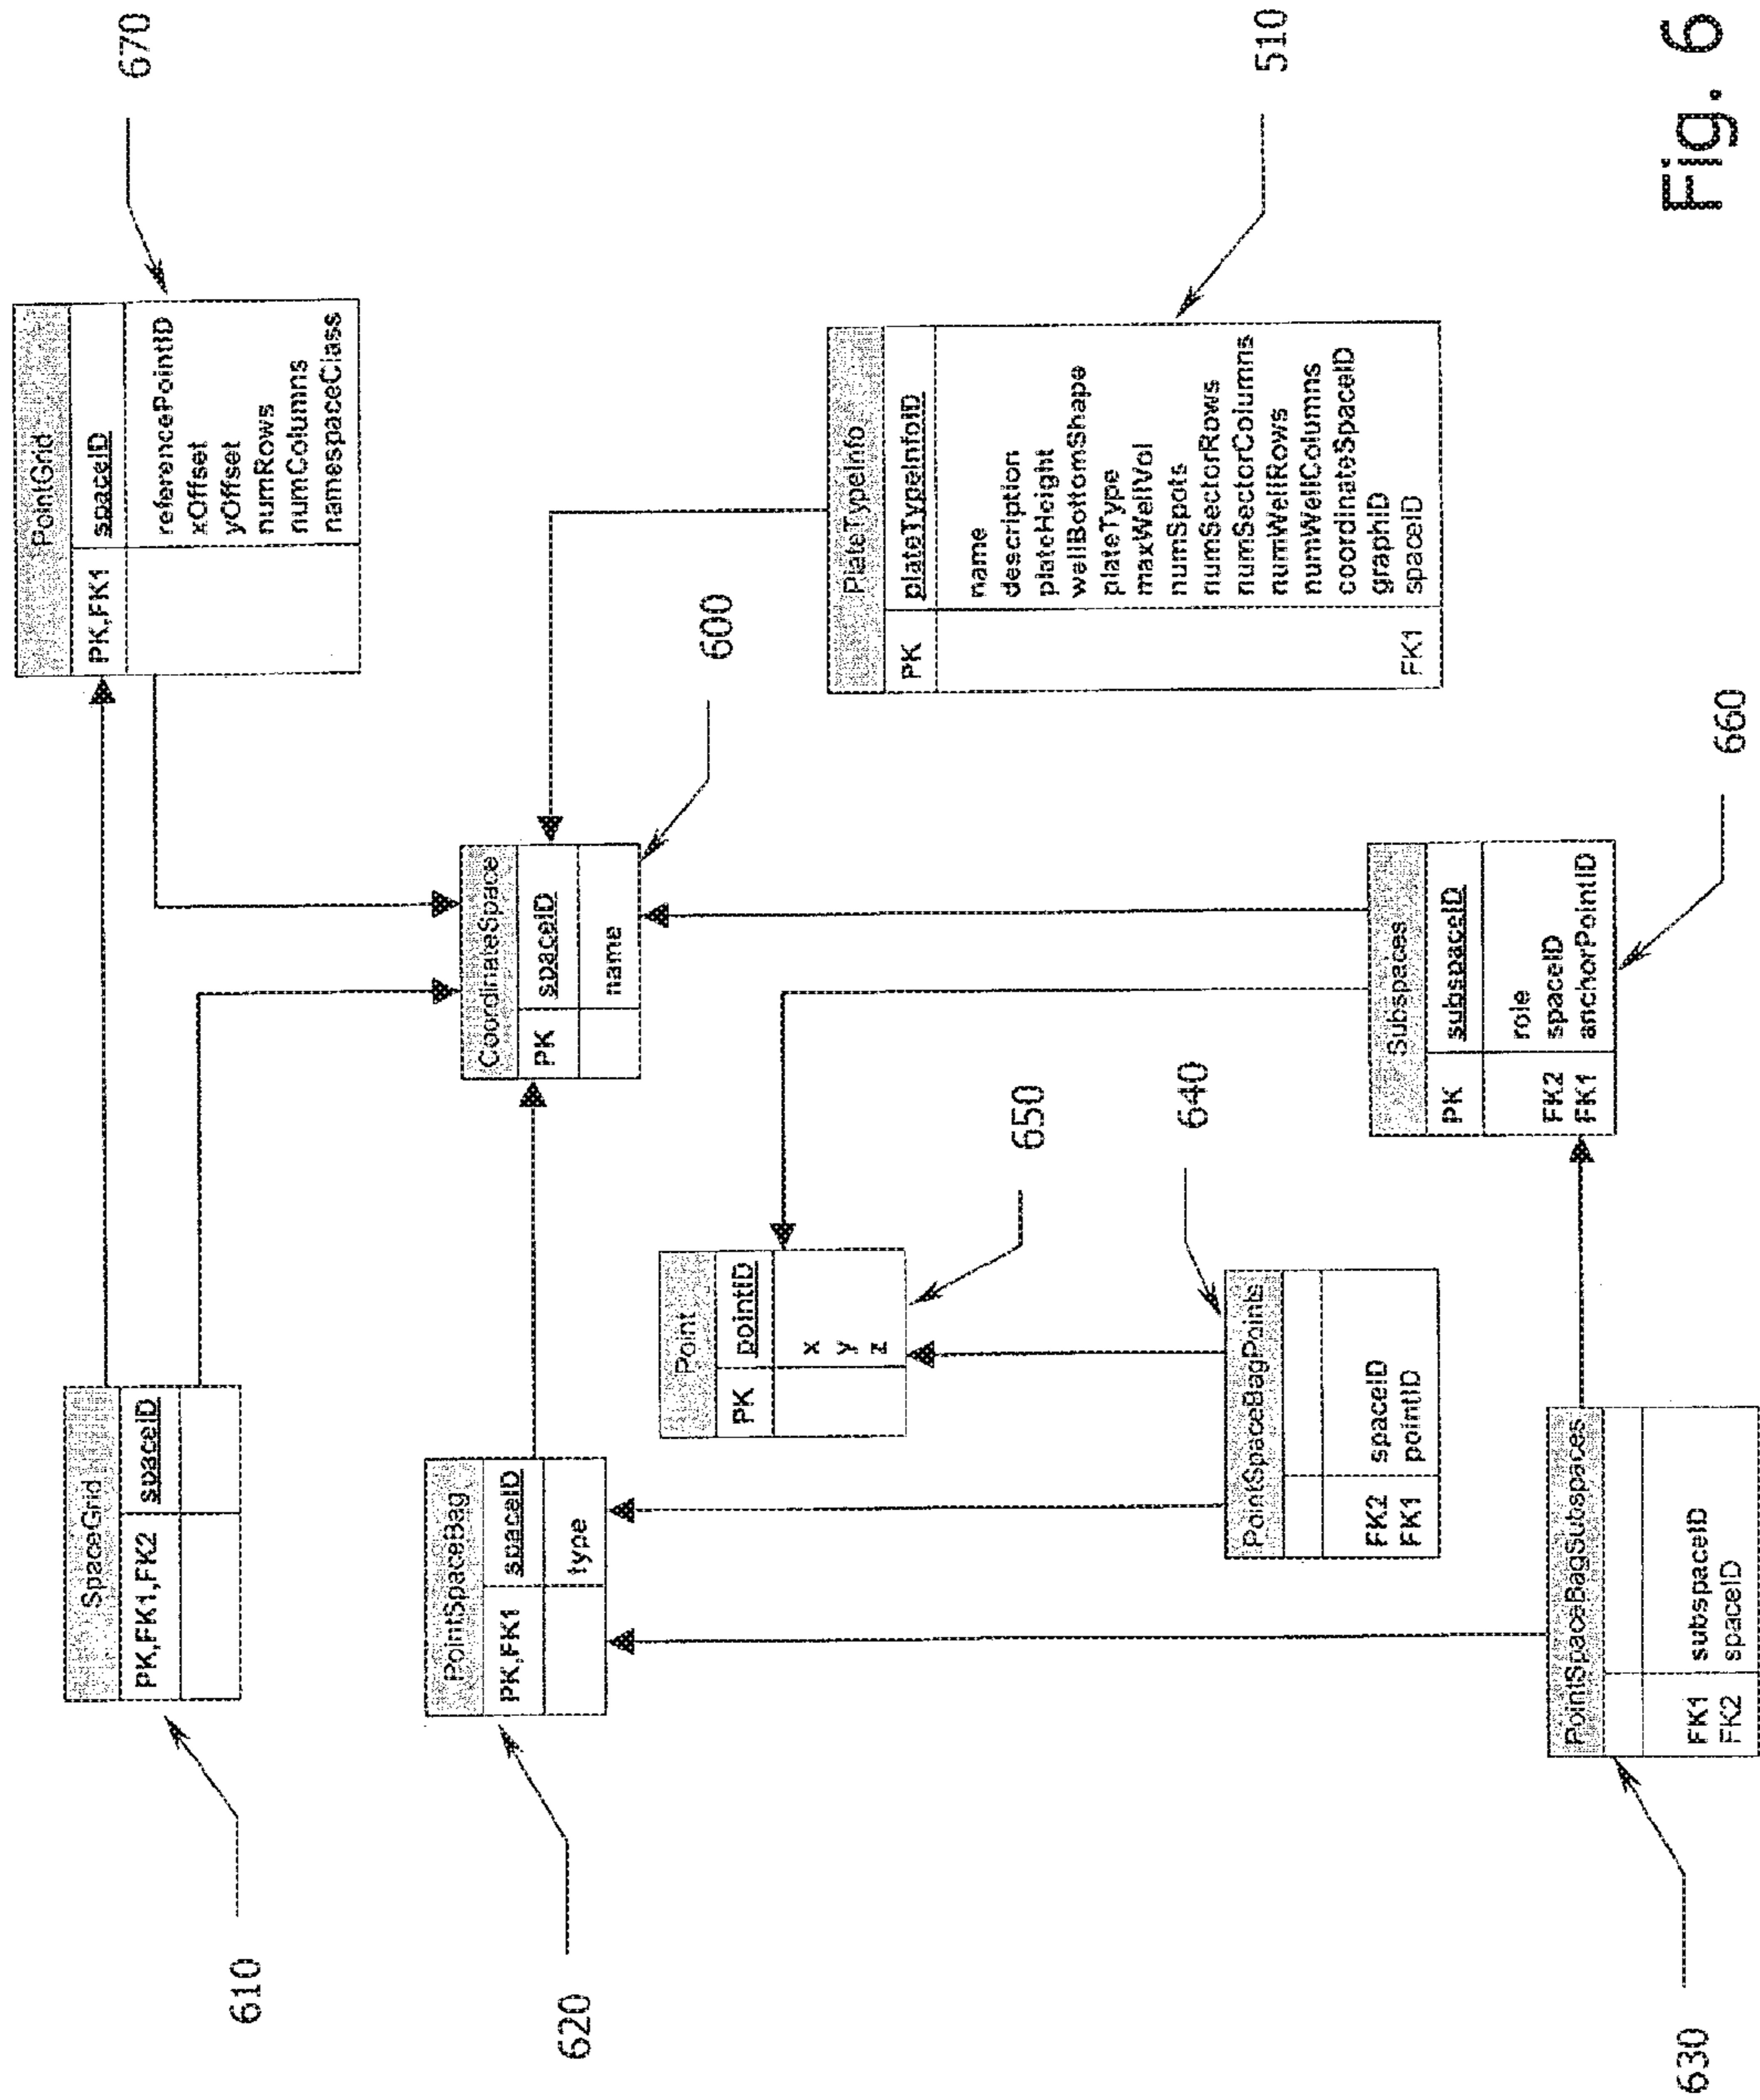 610
SpaceGrid
PK,FK1,FK2 spaceID
PointGrid
PK,FK1 spaceID
referencePointID
xOffset
yOffset
numRows
numColumns
namespaceClass
670
620
PointSpaceBag
PK,FK1 spaceID
type
CoordinateSpace
PK spaceID
name
600
Point
PK pointID
x
y
z
650
PointSpaceBagPoints
FK2 spaceID
FK1 pointID
640
PlateTypeInfo
PK plateTypeInfoID
name
description
plateHeight
wellBottomShape
plateType
maxWellVol
numSpots
numSectorRows
numSectorColumns
numWellRows
numWellColumns
coordinateSpaceID
graphID
FK1 spaceID
510
630
PointSpaceBagSubspaces
FK1 subspaceID
FK2 spaceID
Subspaces
PK subspaceID
role
FK2 spaceID
FK1 anchorPointID
660
Fig. 6